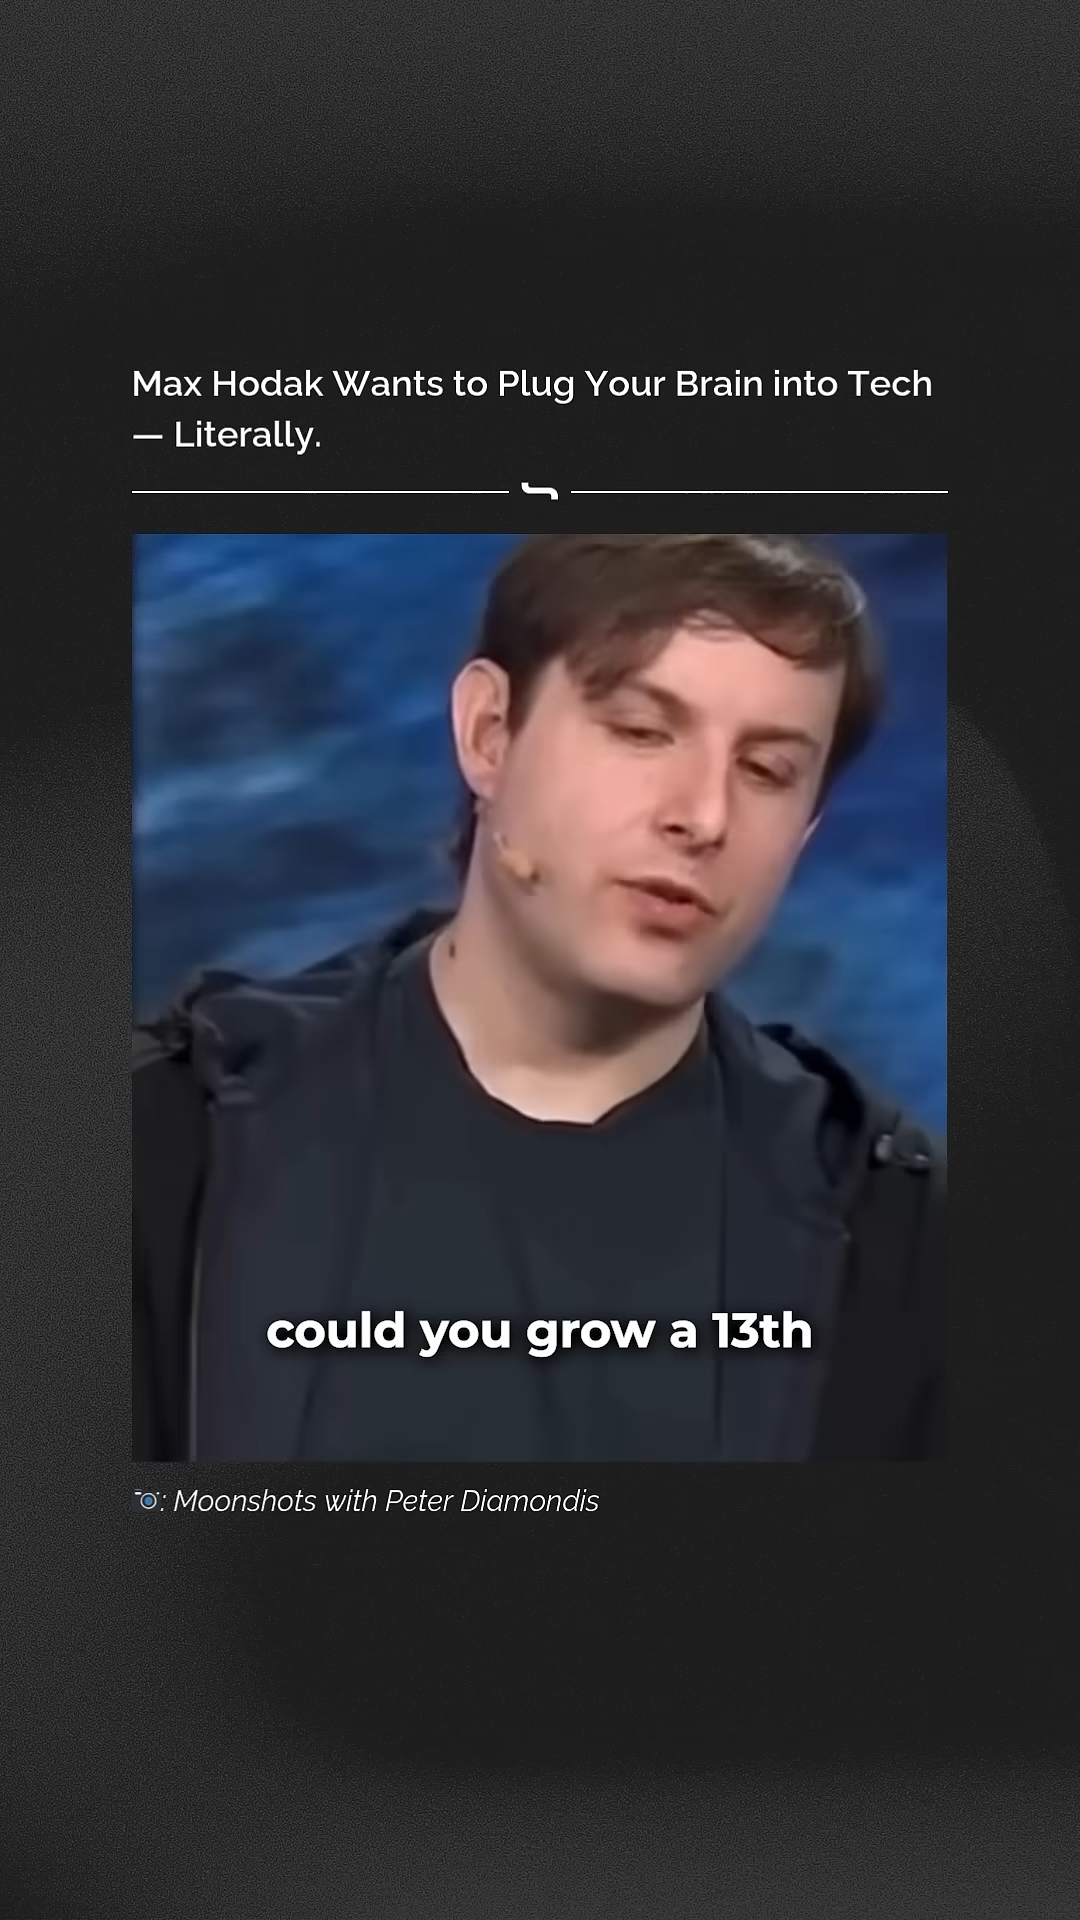 Max Hodak Wants to Plug Your Brain into Tech
— Literally.
could you grow a 13th
📷: Moonshots with Peter Diamondis